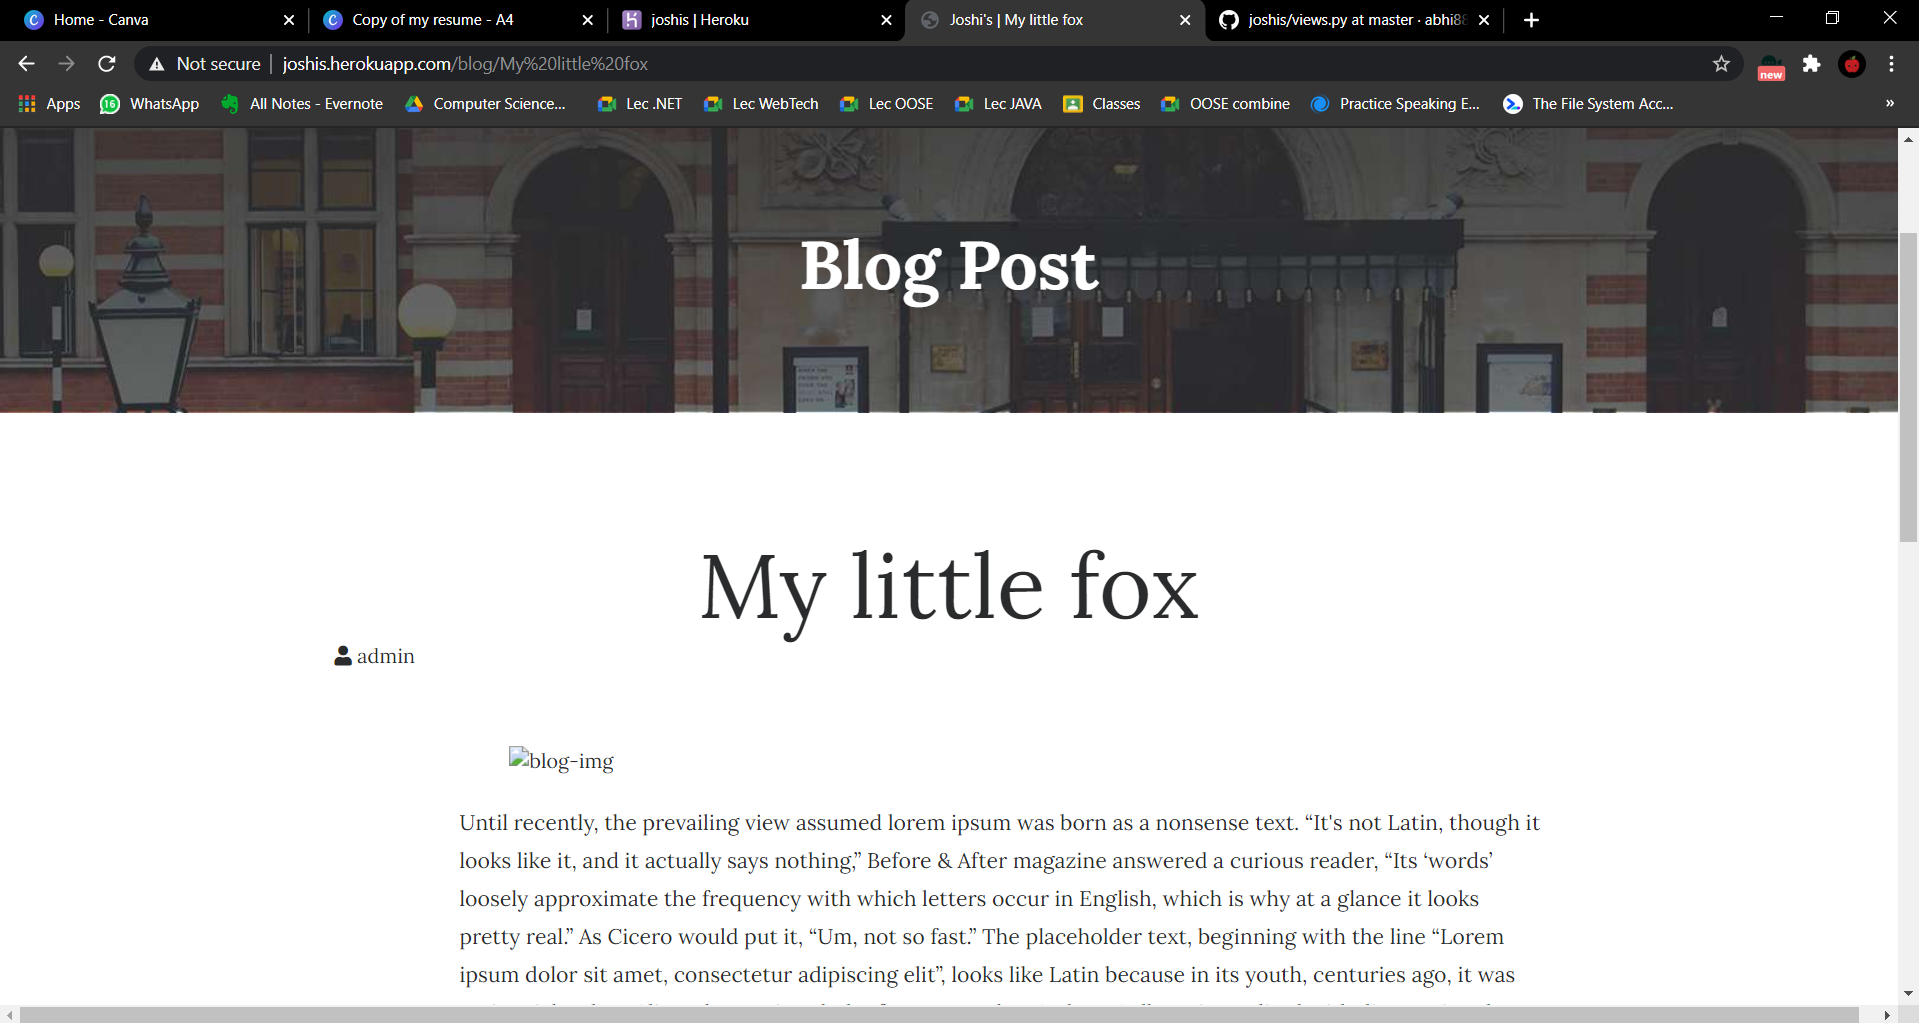 Home - Canva
Copy of my resume - A4
joshis | Heroku
Joshi's | My little fox
joshis/views.py at master · abhi88
Not secure | joshis.herokuapp.com/blog/My%20little%20fox
new
Apps
16
WhatsApp
All Notes - Evernote
Computer Science...
Lec .NET
Lec WebTech
Lec OOSE
Lec JAVA
Classes
OOSE combine
Practice Speaking E...
The File System Acc...
»
Blog Post
My little fox
admin
blog-img
Until recently, the prevailing view assumed lorem ipsum was born as a nonsense text. “It's not Latin, though it
looks like it, and it actually says nothing,” Before & After magazine answered a curious reader, “Its ‘words’
loosely approximate the frequency with which letters occur in English, which is why at a glance it looks
pretty real.” As Cicero would put it, “Um, not so fast.” The placeholder text, beginning with the line “Lorem
ipsum dolor sit amet, consectetur adipiscing elit”, looks like Latin because in its youth, centuries ago, it was